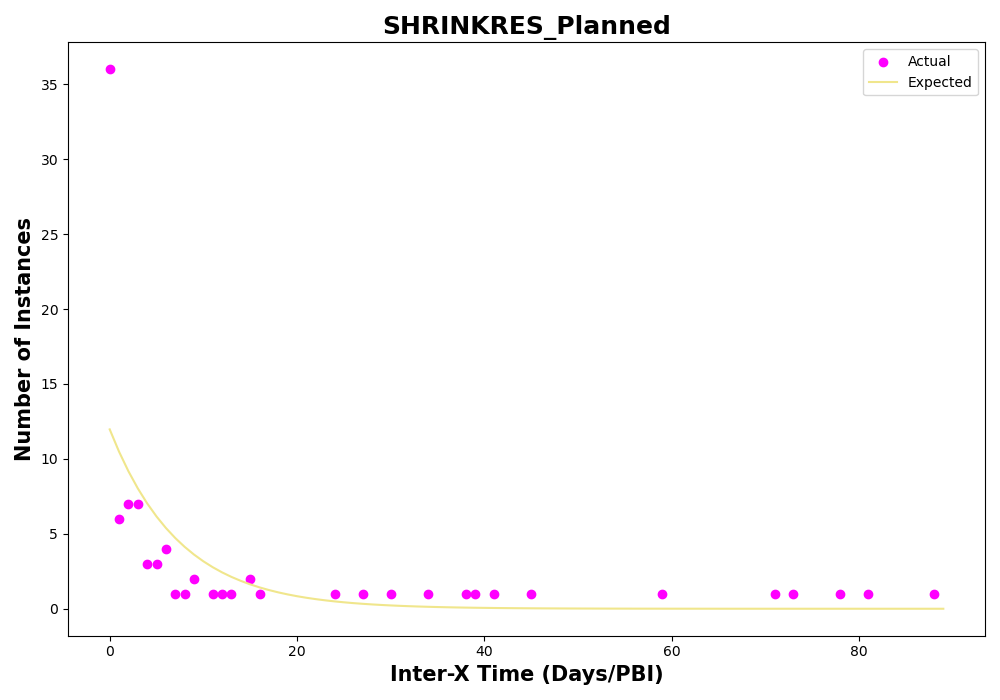 SHRINKRES_Planned
Actual
Expected
Number of Instances
35
30
25
20
15
10
5
0
0 20 40 60 80
Inter-X Time (Days/PBI)